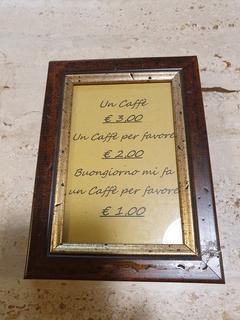 Un Caffè
€ 3,00
Un Caffè per favore
€ 2,00
Buongiorno mi fa
un Caffè per favore
€ 1,00